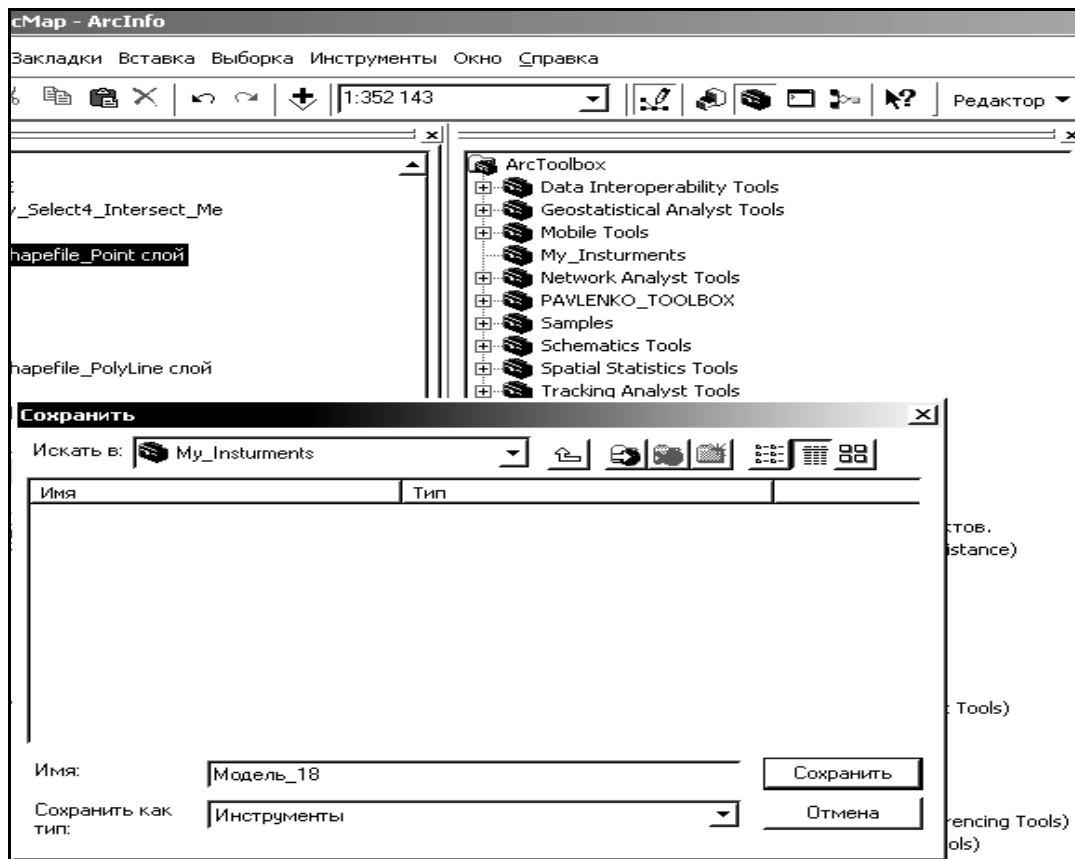 cMap - ArcInfo
Закладки Вставка Выборка Инструменты Окно Справка
1:352 143
Редактор
y_Select4_Intersect_Me
hapefile_Point слой
hapefile_PolyLine слой
ArcToolbox
Data Interoperability Tools
Geostatistical Analyst Tools
Mobile Tools
My_Insturments
Network Analyst Tools
PAVLENKO_TOOLBOX
Samples
Schematics Tools
Spatial Statistics Tools
Tracking Analyst Tools
Сохранить
Искать в: My_Insturments
Имя Тип
ктов.
istance)
Tools)
Имя: Модель_18 Сохранить
Сохранить как тип: Инструменты Отмена
rencing Tools)
ols)